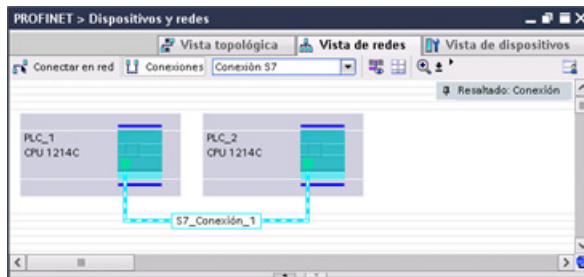 PROFINET > Dispositivos y redes
Vista topológica Vista de redes Vista de dispositivos
Conectar en red Conexiones Conexión S7
Resaltado: Conexión
PLC_1 PLC_2
CPU 1214C CPU 1214C
S7_Conexión_1